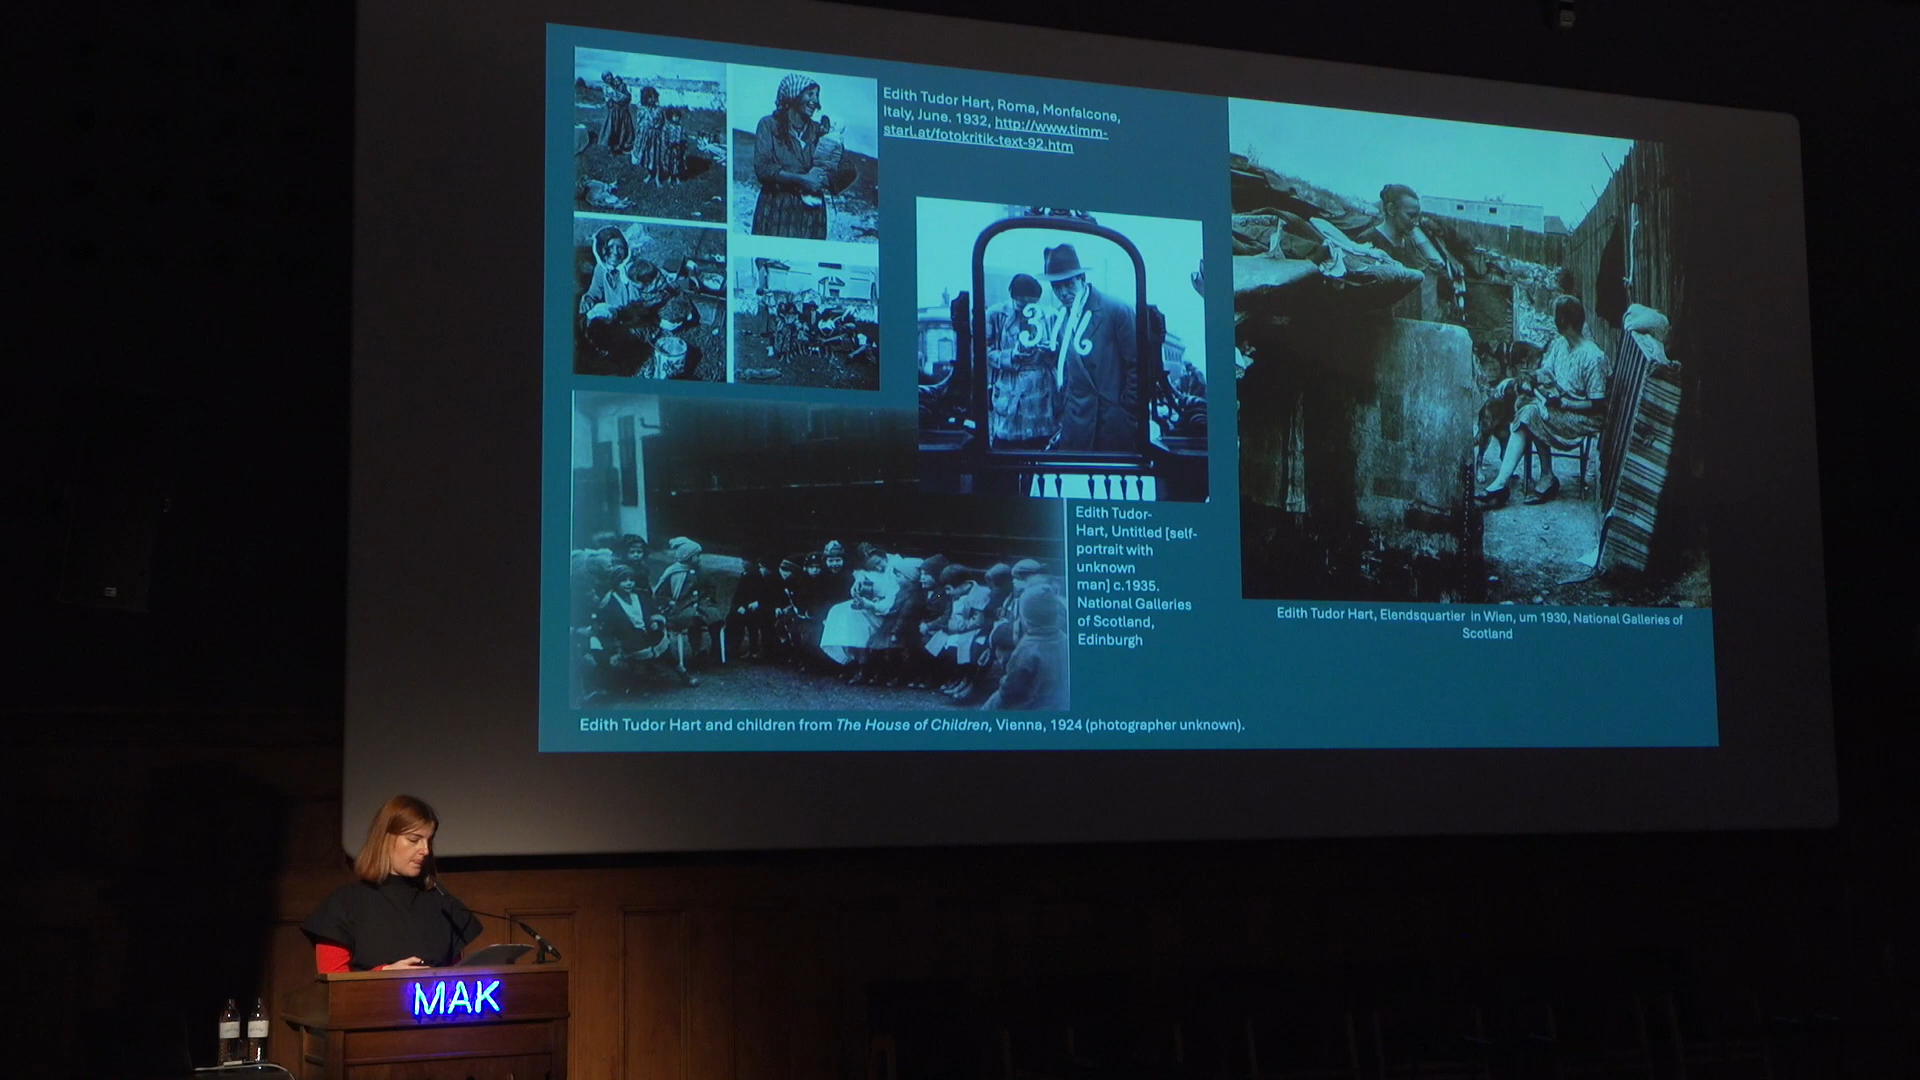 Edith Tudor Hart, Roma, Monfalcone,
Italy, June. 1932, http://www.timm-
starl.at/fotokritik-text-92.htm
Edith Tudor-
Hart, Untitled [self-
portrait with
unknown
man] c.1935.
National Galleries
of Scotland,
Edinburgh
Edith Tudor Hart, Elendsquartier in Wien, um 1930, National Galleries of
Scotland
Edith Tudor Hart and children from The House of Children, Vienna, 1924 (photographer unknown).
MAK